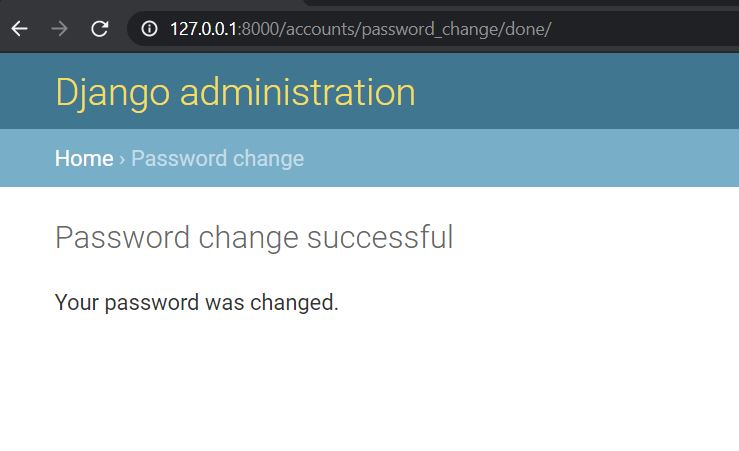 127.0.0.1:8000/accounts/password_change/done/
Django administration
Home › Password change
Password change successful
Your password was changed.